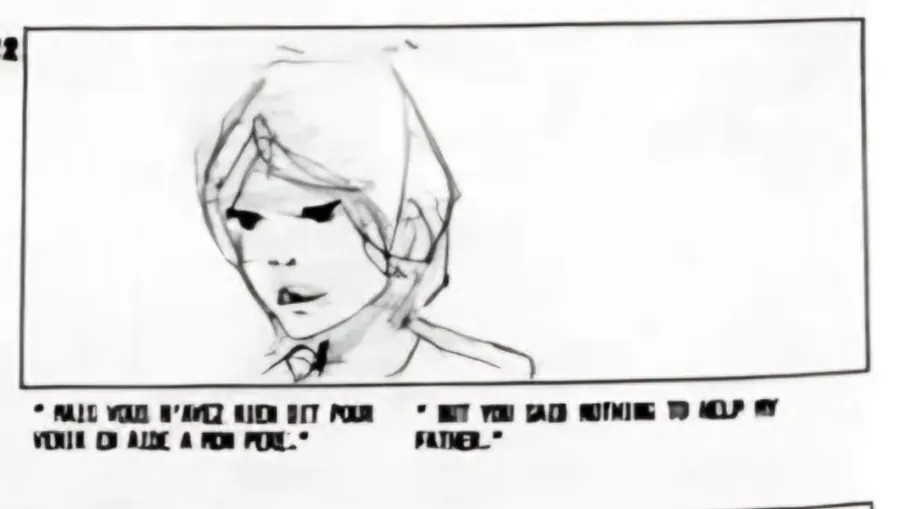 2
" MAIS VOUS N'AVEZ RIEN DIT POUR
VENIR EN AIDE A MON PERE."
" BUT YOU SAID NOTHING TO HELP MY
FATHER."